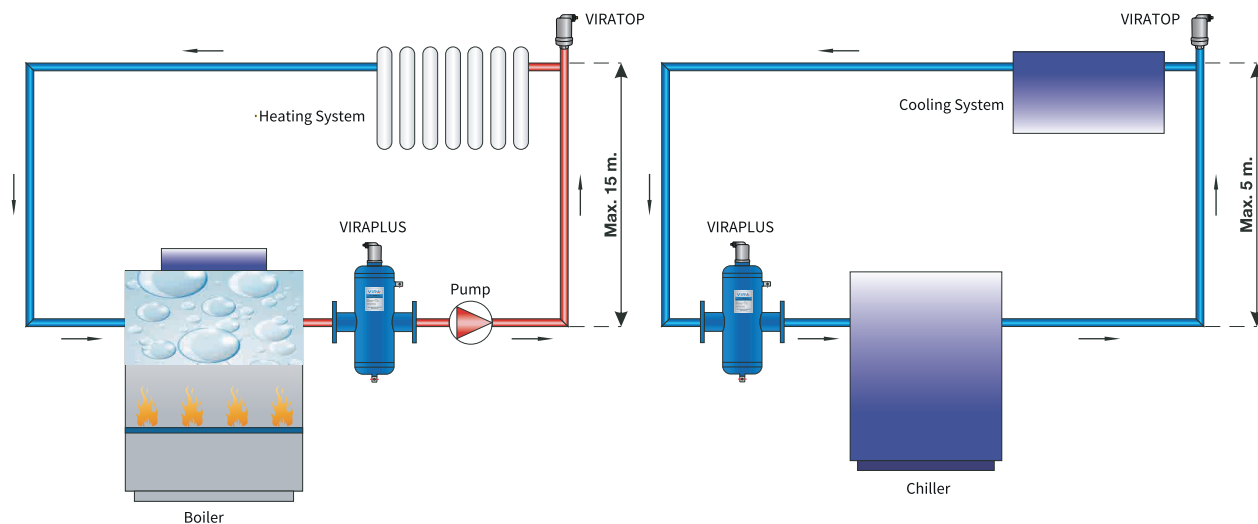 VIRATOP
·Heating System
Max. 15 m.
VIRAPLUS
Pump
Boiler
VIRATOP
Cooling System
Max. 5 m.
VIRAPLUS
Chiller